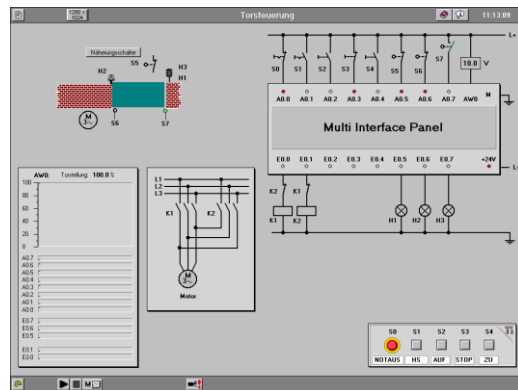 1280 x
1024
Torsteuerung
11:13:09
Näherungsschalter
S5
H2
H3
H1
M
3~
S6
S7
L+
S0 S1 S2 S3 S4 S5 S6 S7
10.0 V
A0.0 A0.1 A0.2 A0.3 A0.4 A0.5 A0.6 A0.7 AW0 M
Multi Interface Panel
E0.0 E0.1 E0.2 E0.3 E0.4 E0.5 E0.6 E0.7 +24V
L+
K2 K1
K1 K2
H1 H2 H3
AW0: Torstellung: 100.0 %
100
80
60
40
20
0
A0.7
A0.6
A0.5
A0.4
A0.3
A0.2
A0.1
A0.0
E0.7
E0.6
E0.5
E0.1
E0.0
L1
L2
L3
K1 K2
M
3~
Motor
S0 S1 S2 S3 S4
NOTAUS HS AUF STOP ZU
M